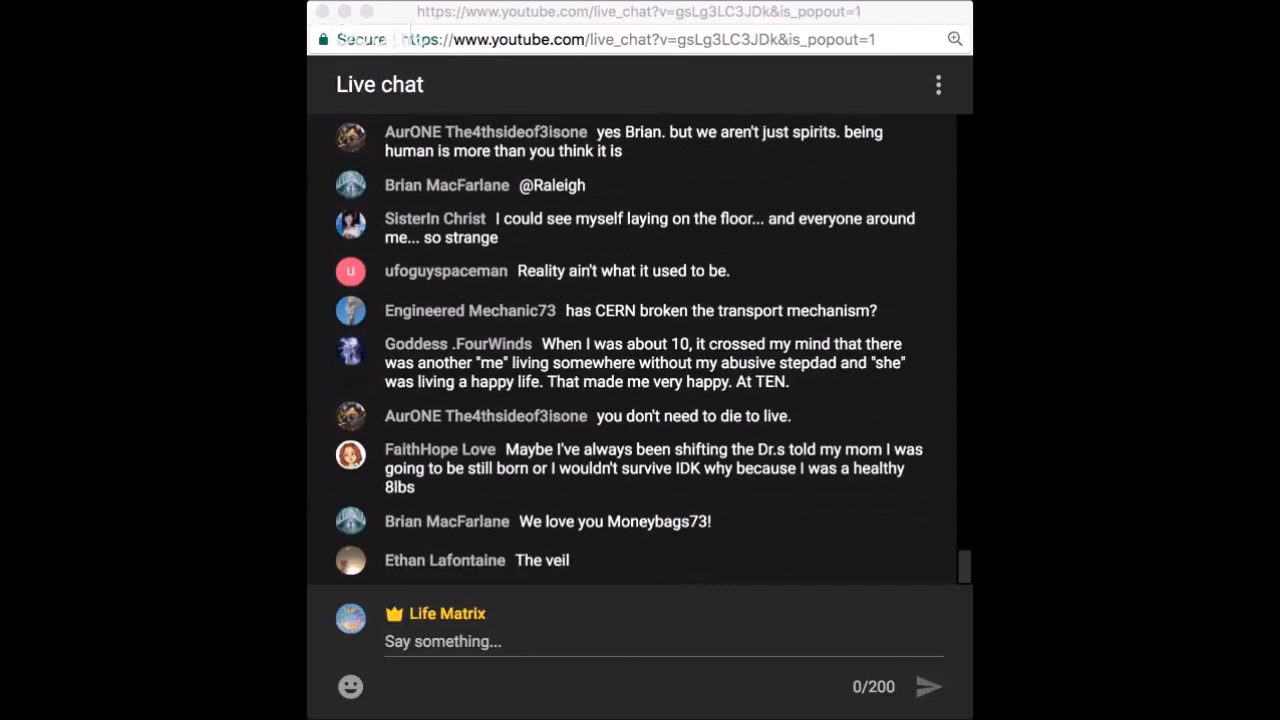 https://www.youtube.com/live_chat?v=gsLg3LC3JDk&is_popout=1
Secure https://www.youtube.com/live_chat?v=gsLg3LC3JDk&is_popout=1
Live chat
AurONE The4thsideof3isone yes Brian. but we aren't just spirits. being
human is more than you think it is
Brian MacFarlane @Raleigh
SisterIn Christ I could see myself laying on the floor... and everyone around
me... so strange
u ufoguyspaceman Reality ain't what it used to be.
Engineered Mechanic73 has CERN broken the transport mechanism?
Goddess .FourWinds When I was about 10, it crossed my mind that there
was another "me" living somewhere without my abusive stepdad and "she"
was living a happy life. That made me very happy. At TEN.
AurONE The4thsideof3isone you don't need to die to live.
FaithHope Love Maybe I've always been shifting the Dr.s told my mom I was
going to be still born or I wouldn't survive IDK why because I was a healthy
8lbs
Brian MacFarlane We love you Moneybags73!
Ethan Lafontaine The veil
Life Matrix
Say something...
0/200